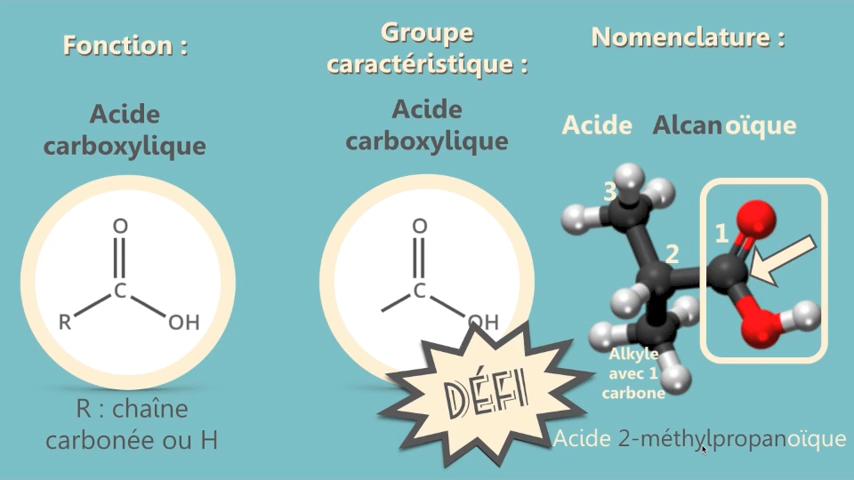 Fonction :
Acide
carboxylique
O
C
R
OH
R : chaîne
carbonée ou H
Groupe
caractéristique :
Acide
carboxylique
O
C
OH
DÉFI
Nomenclature :
Acide Alcanoïque
3
1
2
Alkyle
avec 1
carbone
Acide 2-méthylpropanoïque